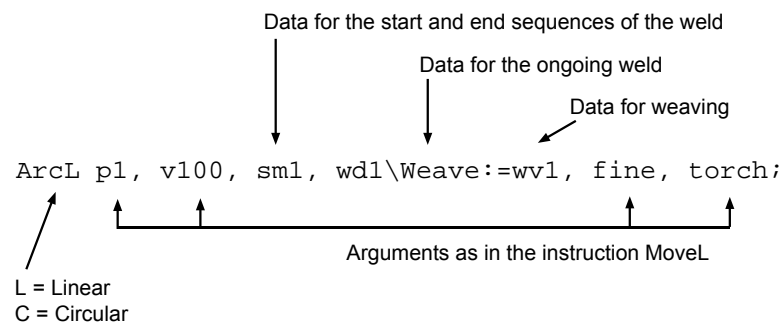 Data for the start and end sequences of the weld
Data for the ongoing weld
Data for weaving
ArcL p1, v100, sm1, wd1\Weave:=wv1, fine, torch;
Arguments as in the instruction MoveL
L = Linear
C = Circular